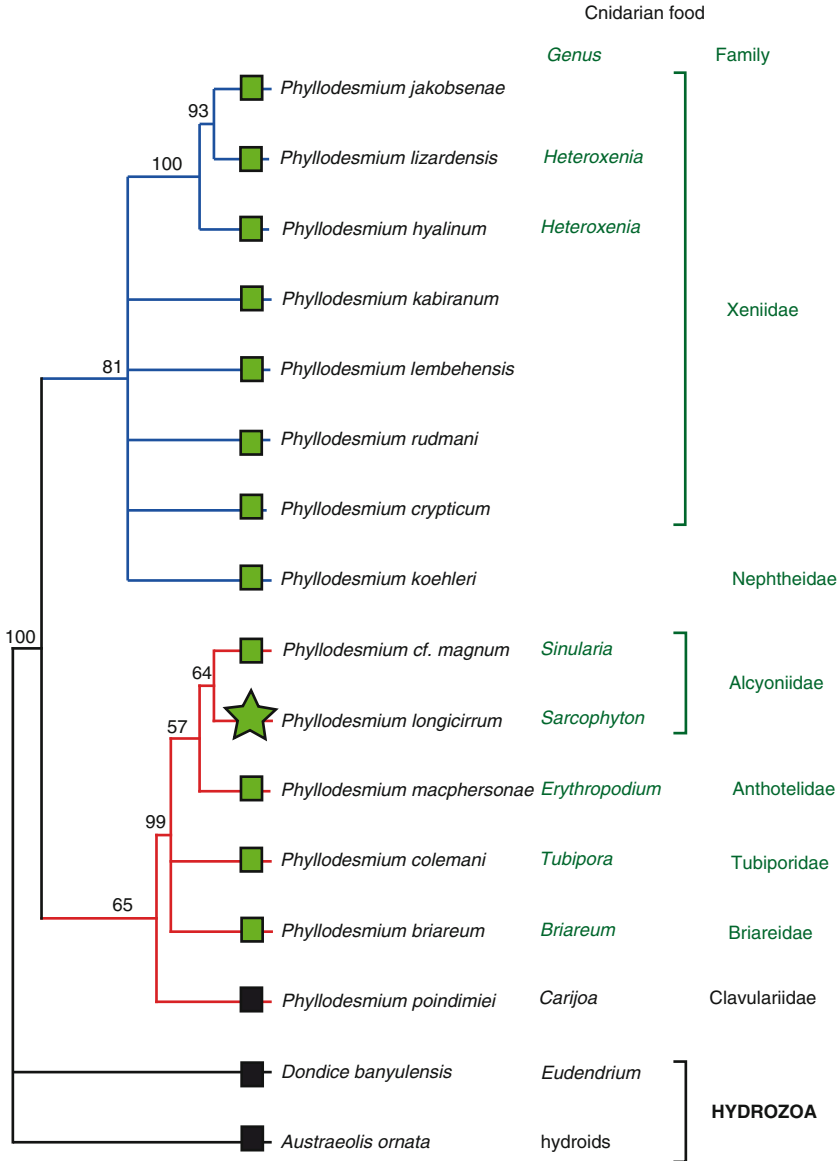 Cnidarian food
Genus Family
93 Phyllodesmium jakobsenae
100 Phyllodesmium lizardensis Heteroxenia
Phyllodesmium hyalinum Heteroxenia
Phyllodesmium kabiranum Xeniidae
81 Phyllodesmium lembehensis
Phyllodesmium rudmani
Phyllodesmium crypticum
Phyllodesmium koehleri Nephtheidae
100 Phyllodesmium cf. magnum Sinularia
64 Alcyoniidae
Phyllodesmium longicirrum Sarcophyton
57
Phyllodesmium macphersonae Erythropodium Anthotelidae
99
Phyllodesmium colemani Tubipora Tubiporidae
65 Phyllodesmium briareum Briareum Briareidae
Phyllodesmium poindimiei Carijoa Clavulariidae
Dondice banyulensis Eudendrium
HYDROZOA
Austraeolis ornata hydroids